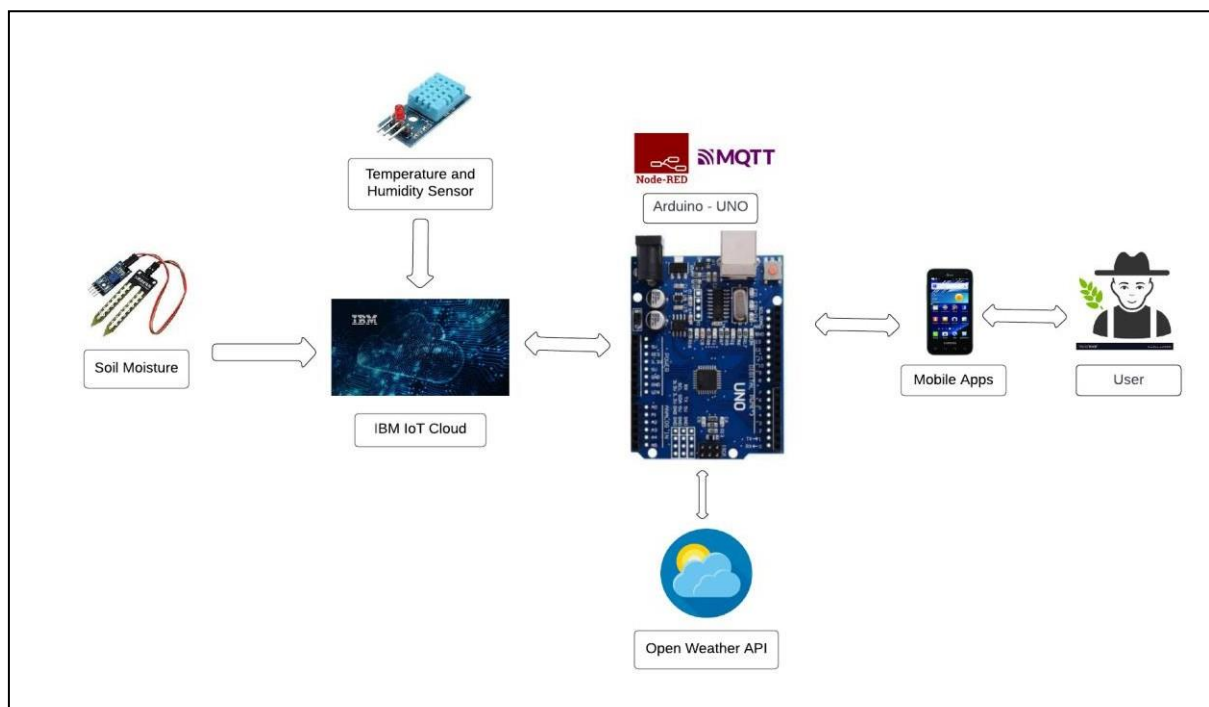 Temperature and
Humidity Sensor
Node-RED
MQTT
Arduino - UNO
Soil Moisture
IBM
IBM IoT Cloud
UNO
Mobile Apps
User
Open Weather API